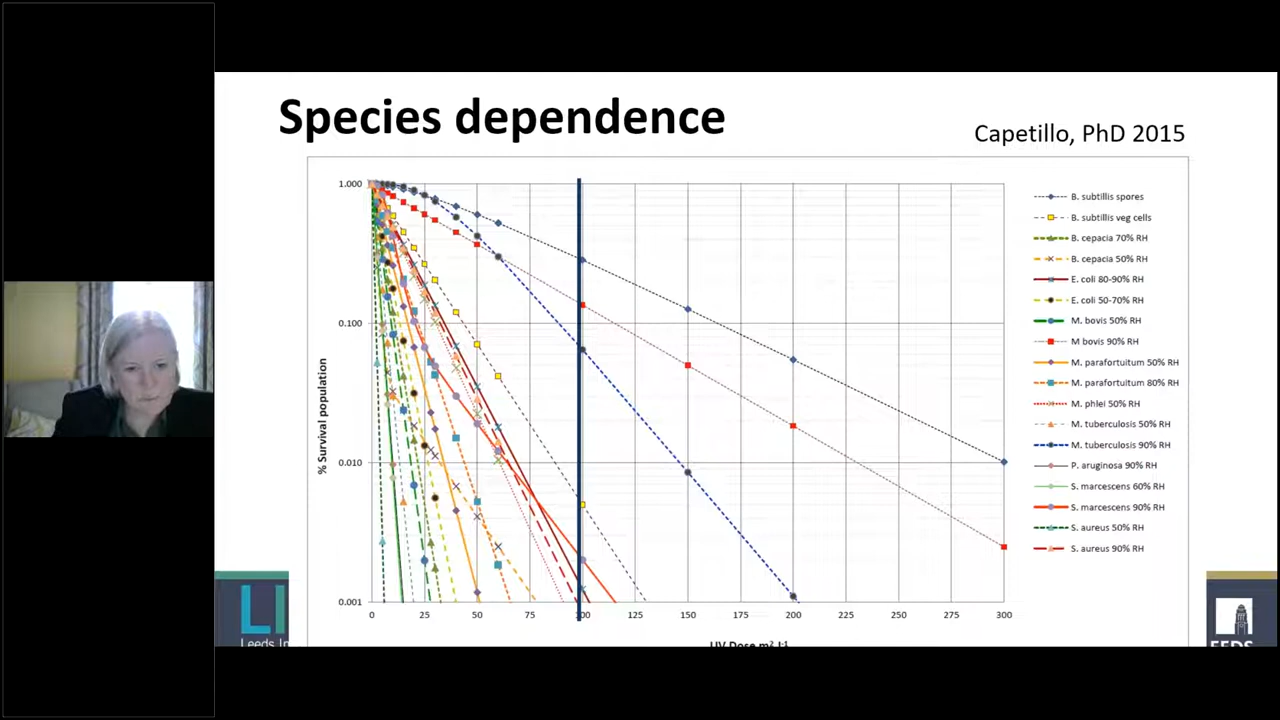 Species dependence
Capetillo, PhD 2015
% Survival population
1.000
0.100
0.010
0.001
0 25 50 75 100 125 150 175 200 225 250 275 300
UV Dose m² J⁻¹
B. subtillis spores
B. subtillis veg cells
B. cepacia 70% RH
B. cepacia 50% RH
E. coli 80-90% RH
E. coli 50-70% RH
M. bovis 50% RH
M bovis 90% RH
M. parafortuitum 50% RH
M. parafortuitum 80% RH
M. phlei 50% RH
M. tuberculosis 50% RH
M. tuberculosis 90% RH
P. aruginosa 90% RH
S. marcescens 60% RH
S. marcescens 90% RH
S. aureus 50% RH
S. aureus 90% RH
LI
Leeds In
EEDS